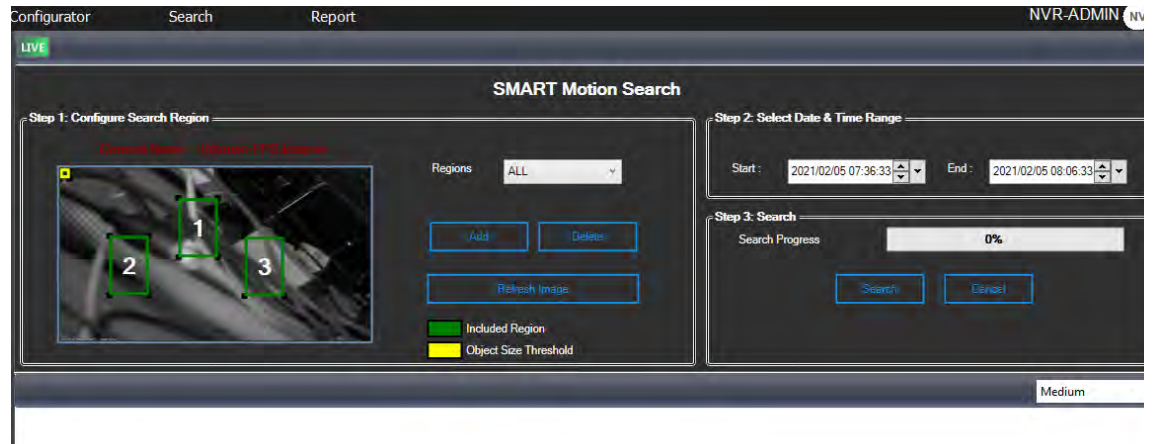 Configurator Search Report NVR-ADMIN NV
LIVE
SMART Motion Search
Step 1: Configure Search Region
Step 2: Select Date & Time Range
Regions ALL
Start : 2021/02/05 07:36:33 End : 2021/02/05 08:06:33
1
2
3
Add Delete
Step 3: Search
Search Progress 0%
Refresh Image
Search Cancel
Included Region
Object Size Threshold
Medium